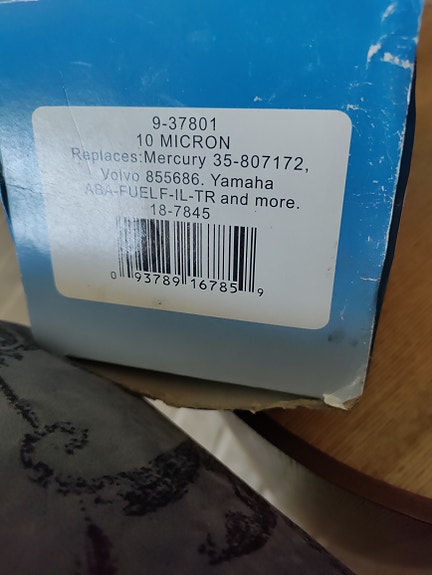 9-37801
10 MICRON
Replaces:Mercury 35-807172,
Volvo 855686. Yamaha
ABA-FUELF-IL-TR and more.
18-7845
0 93789 16785 9